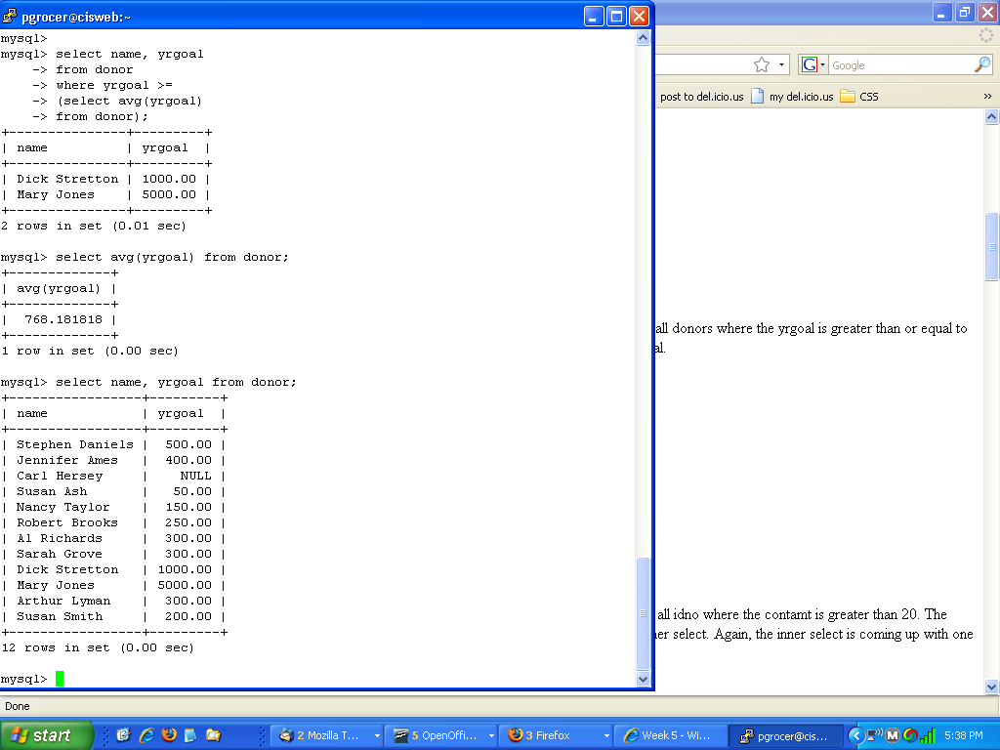 pgrocer@cisweb:~
mysql>
mysql> select name, yrgoal
    -> from donor
    -> where yrgoal >=
    -> (select avg(yrgoal)
    -> from donor);
+---------------+---------+
| name          | yrgoal  |
+---------------+---------+
| Dick Stretton | 1000.00 |
| Mary Jones    | 5000.00 |
+---------------+---------+
2 rows in set (0.01 sec)
mysql> select avg(yrgoal) from donor;
+-------------+
| avg(yrgoal) |
+-------------+
|  768.181818 |
+-------------+
1 row in set (0.00 sec)
mysql> select name, yrgoal from donor;
+-----------------+---------+
| name            | yrgoal  |
+-----------------+---------+
| Stephen Daniels |  500.00 |
| Jennifer Ames   |  400.00 |
| Carl Hersey     |    NULL |
| Susan Ash       |   50.00 |
| Nancy Taylor    |  150.00 |
| Robert Brooks   |  250.00 |
| Al Richards     |  300.00 |
| Sarah Grove     |  300.00 |
| Dick Stretton   | 1000.00 |
| Mary Jones      | 5000.00 |
| Arthur Lyman    |  300.00 |
| Susan Smith     |  200.00 |
+-----------------+---------+
12 rows in set (0.00 sec)
mysql>
G Google
post to del.icio.us my del.icio.us CSS »
all donors where the yrgoal is greater than or equal to
al.
all idno where the contamt is greater than 20. The
ner select. Again, the inner select is coming up with one
Done
start 2 Mozilla T... 5 OpenOffi... 3 Firefox Week 5 - Wi... pgrocer@cis... M 5:38 PM